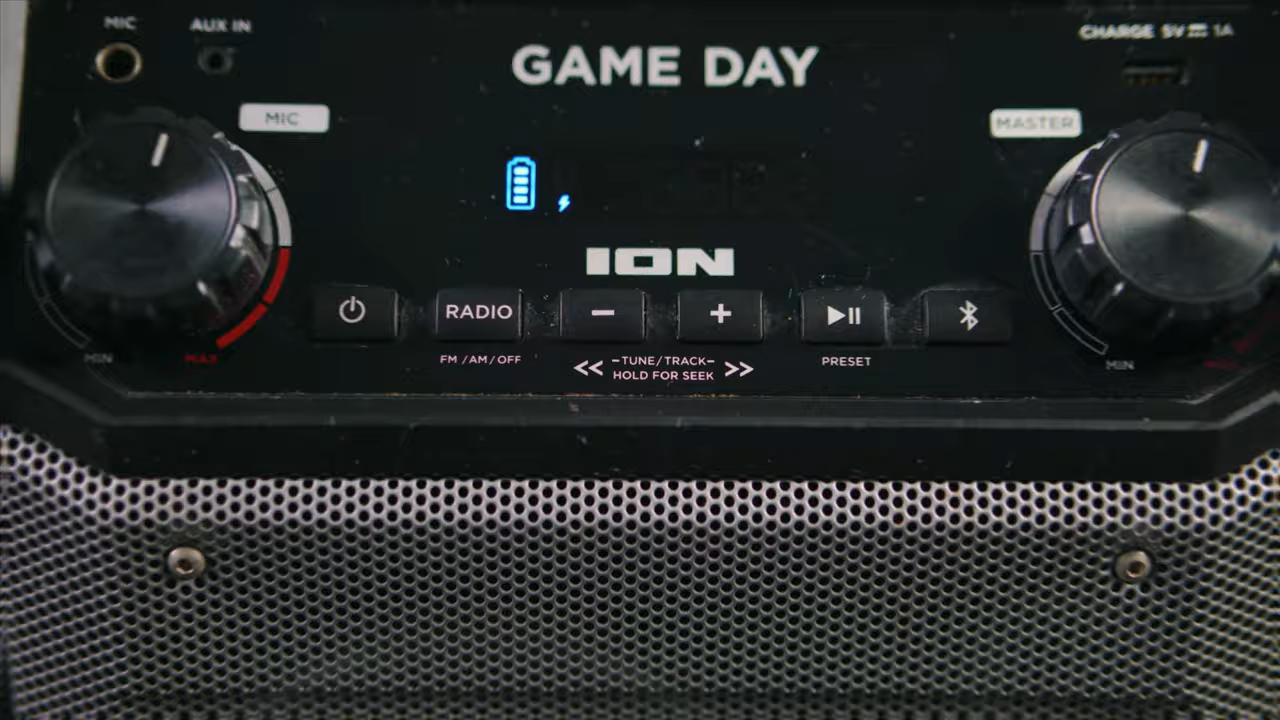 MIC
AUX IN
GAME DAY
CHARGE 5V 1A
MIC
MASTER
ION
RADIO
FM / AM / OFF
–TUNE/TRACK–
HOLD FOR SEEK
PRESET
MIN
MAX
MIN